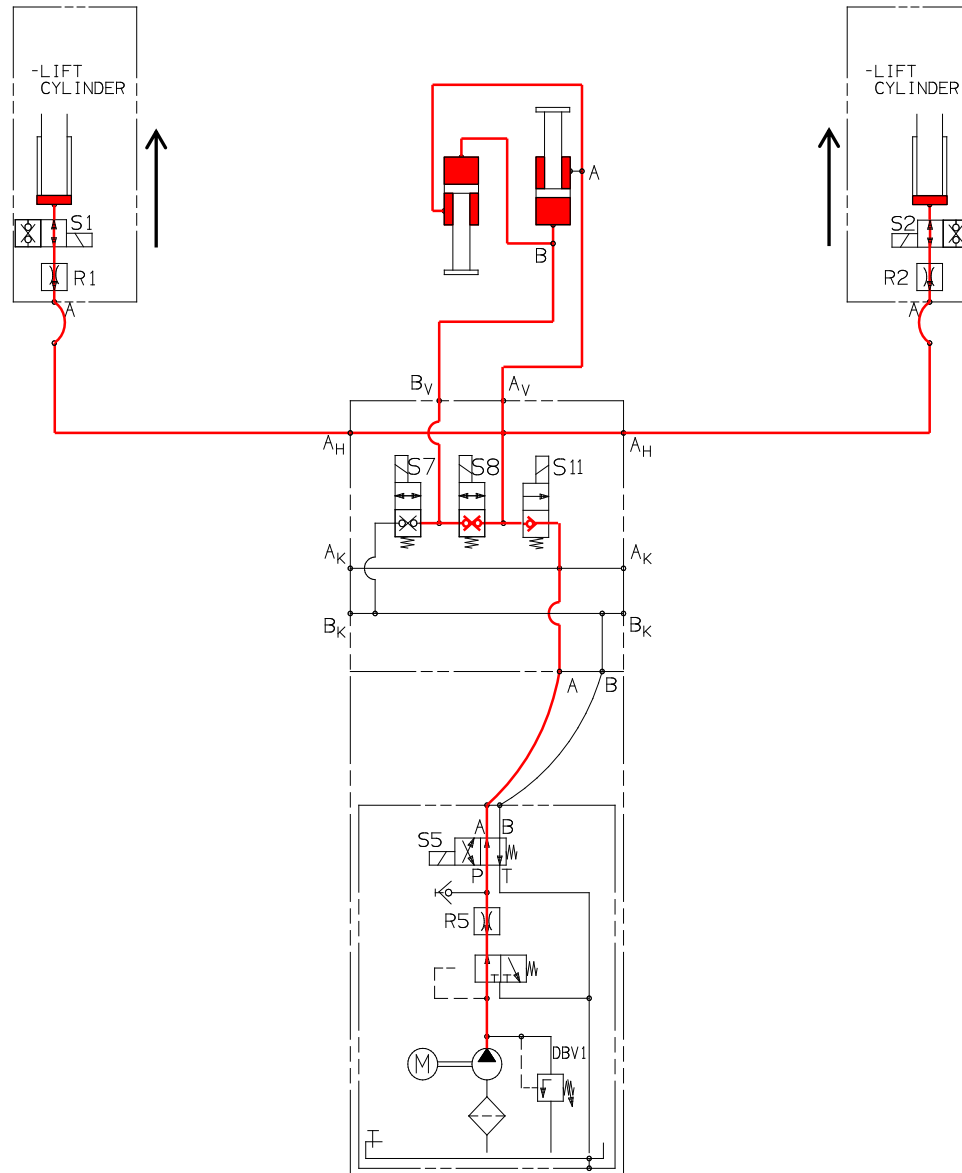 -LIFT
CYLINDER
-LIFT
CYLINDER
A
S1
S2
B
R1
R2
A
A
BV
AV
AH
AH
S7
S8
S11
AK
AK
BK
BK
A
B
A
B
S5
P
T
R5
DBV1
M
T